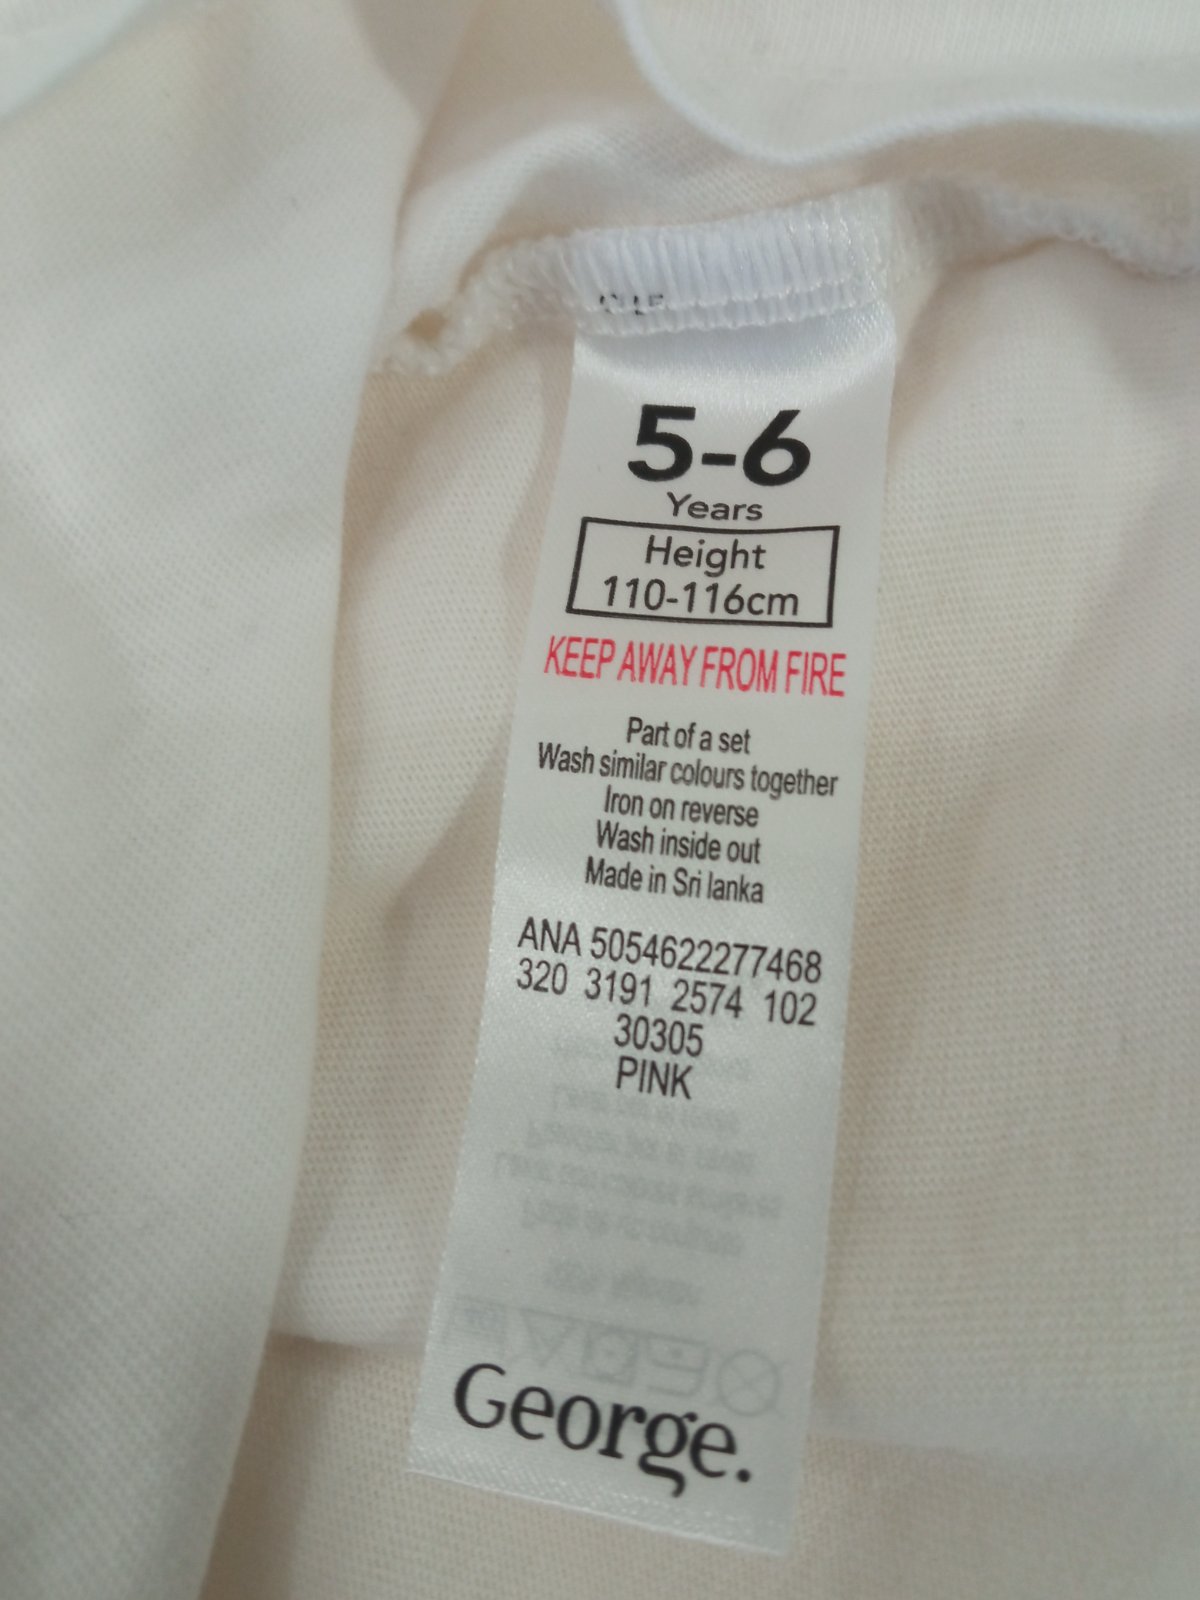 5-6
Years
Height
110-116cm
KEEP AWAY FROM FIRE
Part of a set
Wash similar colours together
Iron on reverse
Wash inside out
Made in Sri lanka
ANA 5054622277468
320 3191 2574 102
30305
PINK
George.